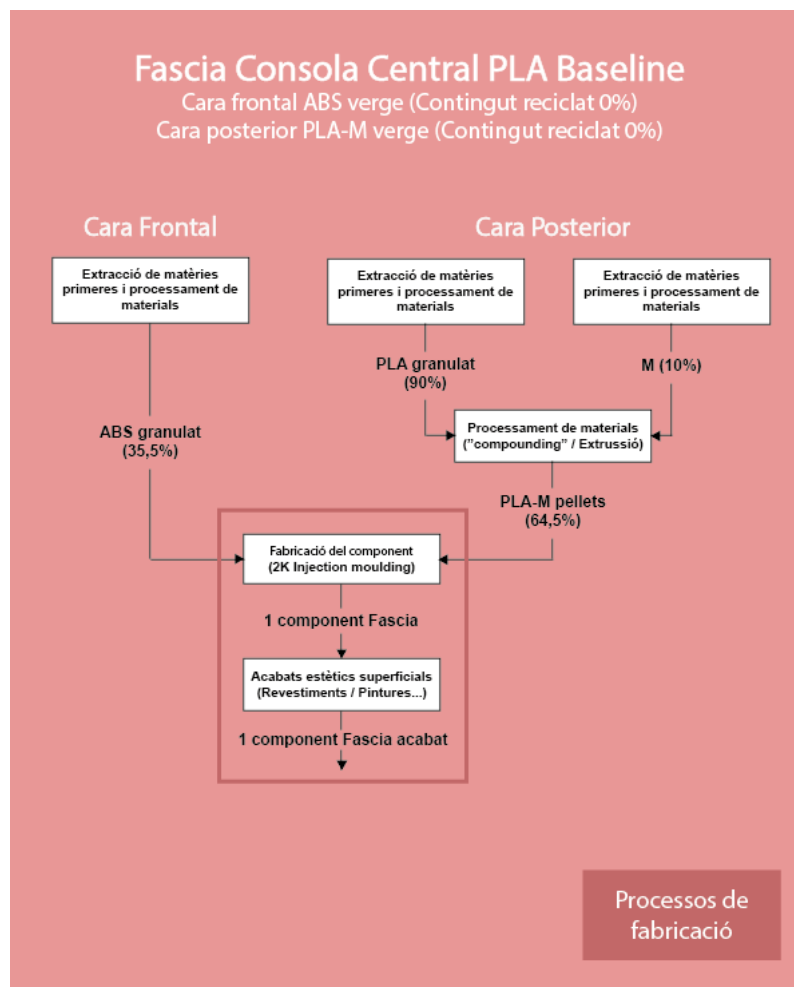 Fascia Consola Central PLA Baseline
Cara frontal ABS verge (Contingut reciclat 0%)
Cara posterior PLA-M verge (Contingut reciclat 0%)
Cara Frontal
Cara Posterior
Extracció de matèries
primeres i processament de
materials
Extracció de matèries
primeres i processament de
materials
Extracció de matèries
primeres i processament de
materials
PLA granulat
(90%)
M (10%)
ABS granulat
(35,5%)
Processament de materials
("compounding" / Extrussió)
PLA-M pellets
(64,5%)
Fabricació del component
(2K Injection moulding)
1 component Fascia
Acabats estètics superficials
(Revestiments / Pintures...)
1 component Fascia acabat
Processos de
fabricació